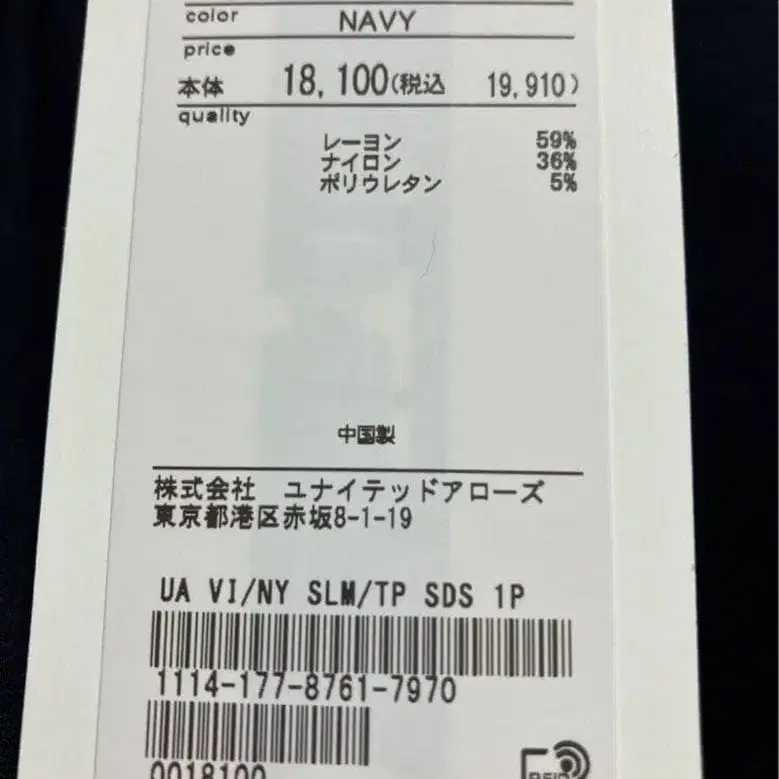 color
NAVY
price
本体 18,100(税込 19,910)
quality
レーヨン 59%
ナイロン 36%
ポリウレタン 5%
中国製
株式会社 ユナイテッドアローズ
東京都港区赤坂8-1-19
UA VI/NY SLM/TP SDS 1P
1114-177-8761-7970
0018100
RFID